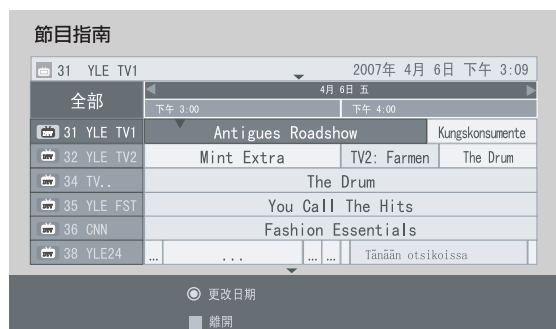 節目指南
31 YLE TV1 2007年 4月 6日 下午 3:09
全部 4月 6日 五
下午 3:00 下午 4:00
31 YLE TV1 Antigues Roadshow Kungskonsumente
32 YLE TV2 Mint Extra TV2: Farmen The Drum
34 TV.. The Drum
35 YLE FST You Call The Hits
36 CNN Fashion Essentials
38 YLE24 ... ... ... ... Tänään otsikoissa
更改日期
離開